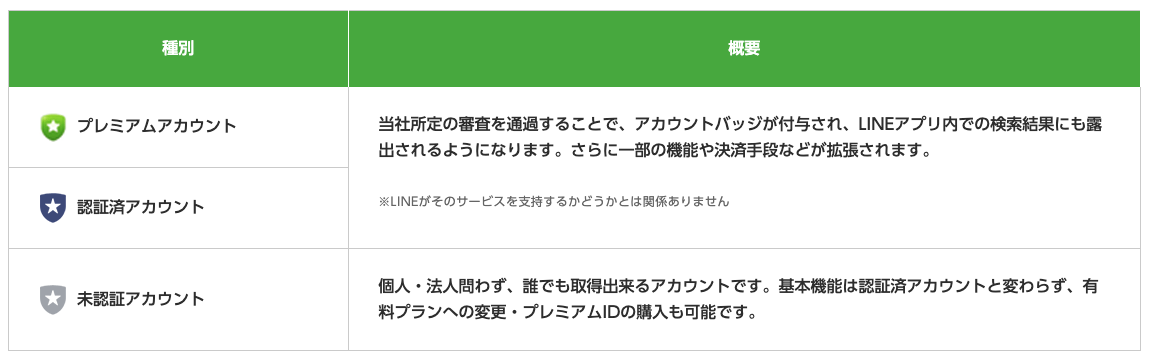 種別
概要
プレミアムアカウント
当社所定の審査を通過することで、アカウントバッジが付与され、LINEアプリ内での検索結果にも露
出されるようになります。さらに一部の機能や決済手段などが拡張されます。
※LINEがそのサービスを支持するかどうかとは関係ありません
認証済アカウント
未認証アカウント
個人・法人問わず、誰でも取得出来るアカウントです。基本機能は認証済アカウントと変わらず、有
料プランへの変更・プレミアムIDの購入も可能です。